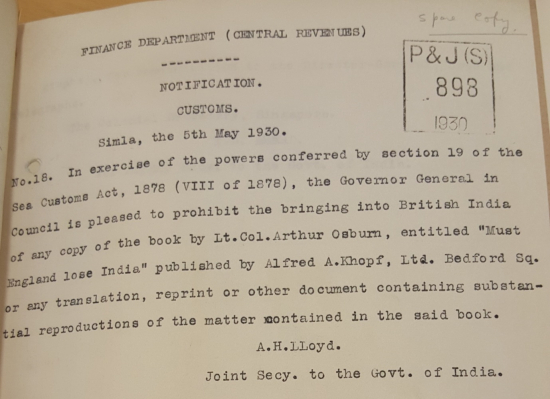 Spare Copy.
FINANCE DEPARTMENT (CENTRAL REVENUES)
----------
NOTIFICATION.
CUSTOMS.
P & J (S)
898
1930
Simla, the 5th May 1930.
No.18. In exercise of the powers conferred by section 19 of the
Sea Customs Act, 1878 (VIII of 1878), the Governor General in
Council is pleased to prohibit the bringing into British India
of any copy of the book by Lt.Col.Arthur Osburn, entitled "Must
England lose India" published by Alfred A.Khopf, Ltd. Bedford Sq.
or any translation, reprint or other document containing substan-
tial reproductions of the matter contained in the said book.
A.H.LLoyd.
Joint Secy. to the Govt. of India.